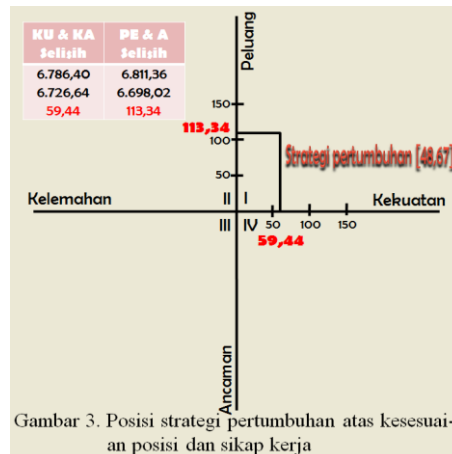 KU & KA PE & A
Selisih Selisih
6.786,40 6.811,36
6.726,64 6.698,02
59,44 113,34
Peluang
150
113,34
100
Strategi pertumbuhan [48,67]
50
Kelemahan II I Kekuatan
III IV 50 100 150
59,44
Ancaman
Gambar 3. Posisi strategi pertumbuhan atas kesesuai-
an posisi dan sikap kerja